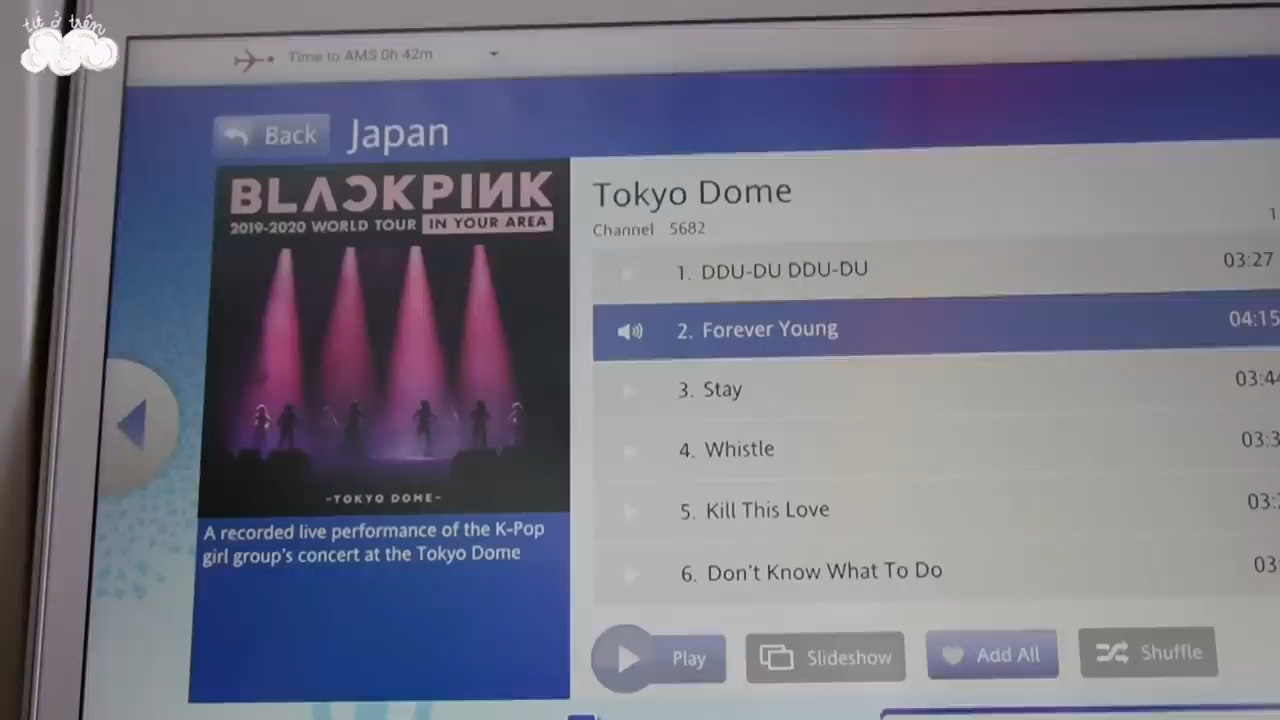 tít ở trên
Time to AMS 0h 42m
Back
Japan
BLACKPINK
2019-2020 WORLD TOUR IN YOUR AREA
-TOKYO DOME-
A recorded live performance of the K-Pop
girl group's concert at the Tokyo Dome
Tokyo Dome
Channel 5682
1. DDU-DU DDU-DU 03:27
2. Forever Young 04:15
3. Stay
4. Whistle
5. Kill This Love
6. Don't Know What To Do
Play
Slideshow
Add All
Shuffle